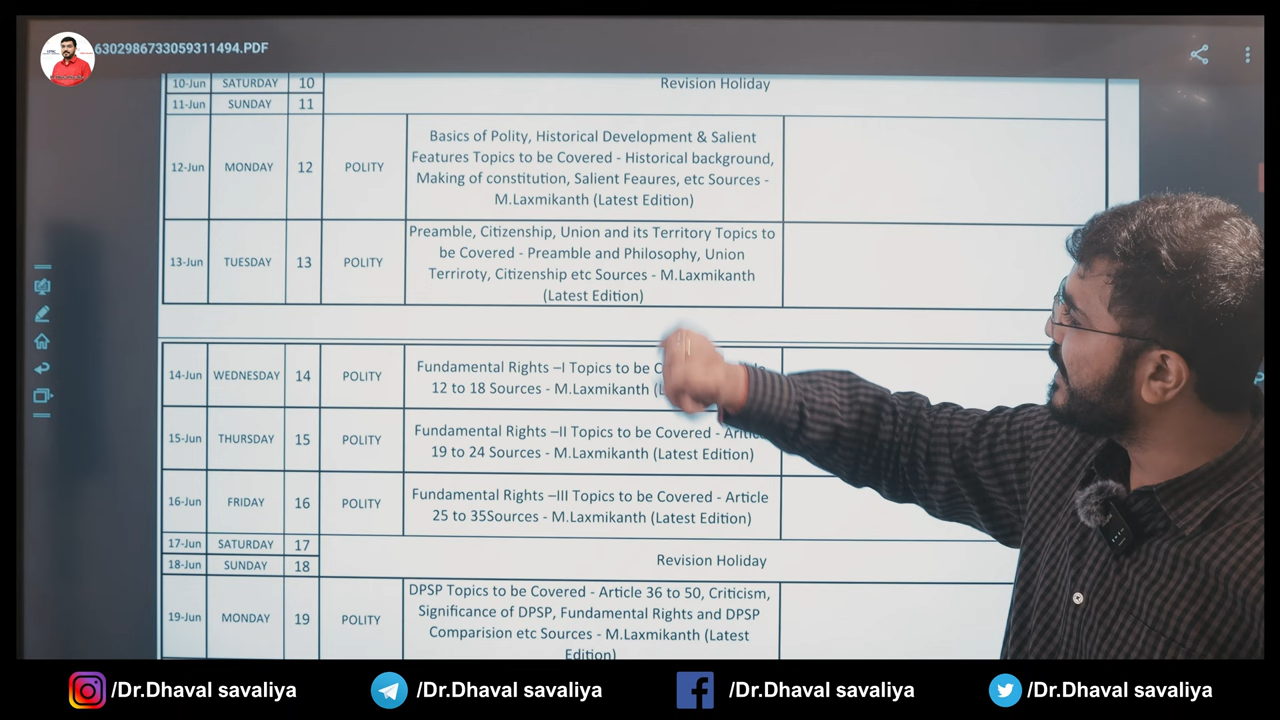 6302986733059311494.PDF
10-Jun SATURDAY 10 Revision Holiday
11-Jun SUNDAY 11
Basics of Polity, Historical Development & Salient
Features Topics to be Covered - Historical background,
12-Jun MONDAY 12 POLITY
Making of constitution, Salient Feaures, etc Sources -
M.Laxmikanth (Latest Edition)
Preamble, Citizenship, Union and its Territory Topics to
be Covered - Preamble and Philosophy, Union
13-Jun TUESDAY 13 POLITY
Terriroty, Citizenship etc Sources - M.Laxmikanth
(Latest Edition)
Fundamental Rights –I Topics to be
14-Jun WEDNESDAY 14 POLITY
12 to 18 Sources - M.Laxmikanth
Fundamental Rights –II Topics to be Covered -
15-Jun THURSDAY 15 POLITY
19 to 24 Sources - M.Laxmikanth (Latest Edition)
Fundamental Rights –III Topics to be Covered - Article
16-Jun FRIDAY 16 POLITY
25 to 35Sources - M.Laxmikanth (Latest Edition)
17-Jun SATURDAY 17 Revision Holiday
18-Jun SUNDAY 18
DPSP Topics to be Covered - Article 36 to 50, Criticism,
Significance of DPSP, Fundamental Rights and DPSP
19-Jun MONDAY 19 POLITY
Comparision etc Sources - M.Laxmikanth (Latest
Edition)
/Dr.Dhaval savaliya /Dr.Dhaval savaliya /Dr.Dhaval savaliya /Dr.Dhaval savaliya